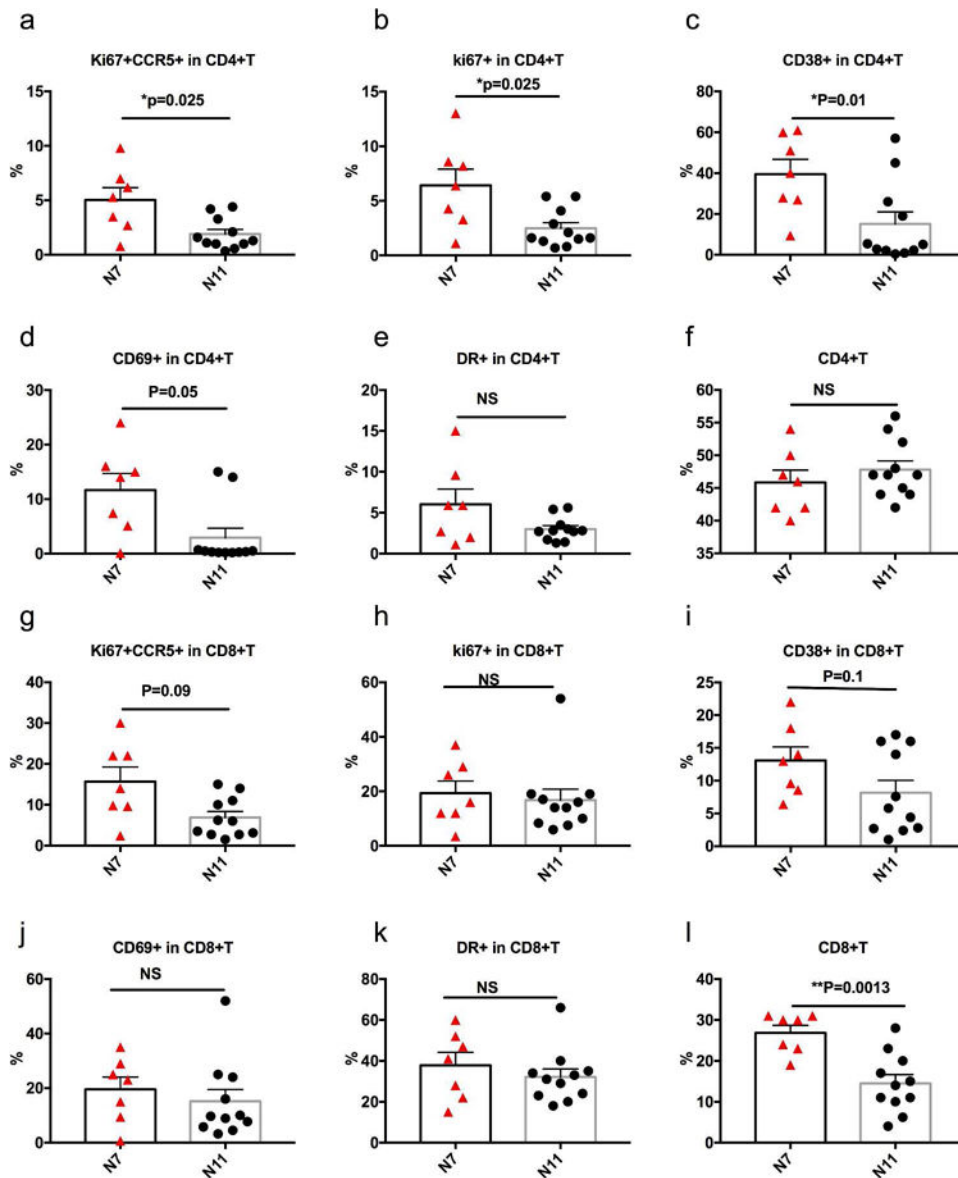 a
Ki67+CCR5+ in CD4+T
*p=0.025
15
10
5
0
%
N7
N11
b
ki67+ in CD4+T
*p=0.025
15
10
5
0
%
N7
N11
c
CD38+ in CD4+T
*P=0.01
80
60
40
20
0
%
N7
N11
d
CD69+ in CD4+T
P=0.05
30
20
10
0
%
N7
N11
e
DR+ in CD4+T
NS
20
15
10
5
0
%
N7
N11
f
CD4+T
NS
60
55
50
45
40
35
%
N7
N11
g
Ki67+CCR5+ in CD8+T
P=0.09
40
30
20
10
0
%
N7
N11
h
ki67+ in CD8+T
NS
60
40
20
0
%
N7
N11
i
CD38+ in CD8+T
P=0.1
25
20
15
10
5
0
%
N7
N11
j
CD69+ in CD8+T
NS
60
40
20
0
%
N7
N11
k
DR+ in CD8+T
NS
80
60
40
20
0
%
N7
N11
l
CD8+T
**P=0.0013
40
30
20
10
0
%
N7
N11